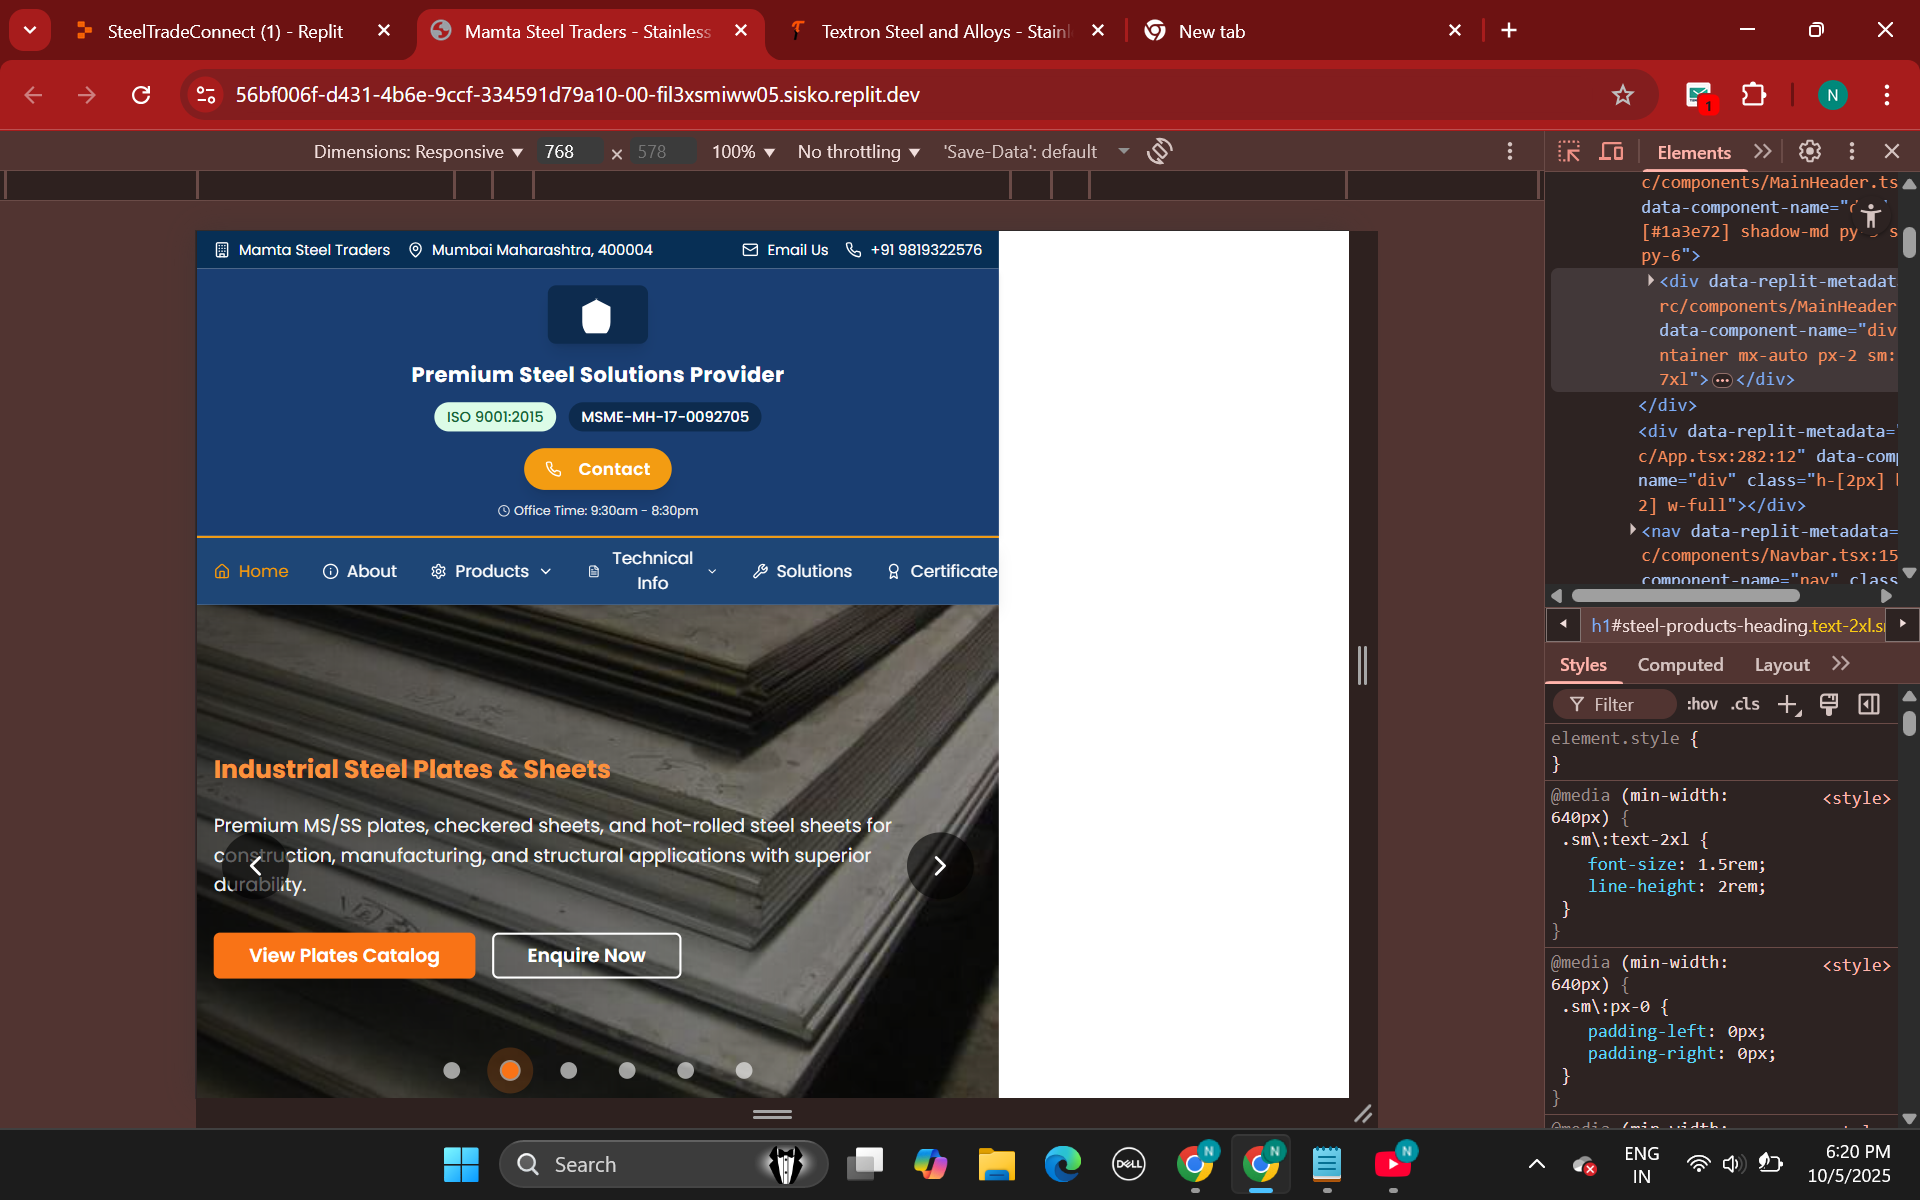 SteelTradeConnect (1) - Replit
Mamta Steel Traders - Stainless
Textron Steel and Alloys - Stainl
New tab
56bf006f-d431-4b6e-9ccf-334591d79a10-00-fil3xsmiww05.sisko.replit.dev
1
N
Dimensions: Responsive
768 × 578
100%
No throttling
'Save-Data': default
Elements
Mamta Steel Traders
Mumbai Maharashtra, 400004
Email Us
+91 9819322576
Premium Steel Solutions Provider
ISO 9001:2015
MSME-MH-17-0092705
Contact
Office Time: 9:30am - 8:30pm
Home
About
Products
Technical
Info
Solutions
Certificate
Industrial Steel Plates & Sheets
Premium MS/SS plates, checkered sheets, and hot-rolled steel sheets for
construction, manufacturing, and structural applications with superior
durability.
View Plates Catalog
Enquire Now
c/components/MainHeader.ts
data-component-name="d
[#1a3e72] shadow-md py-3 s
py-6">
<div data-replit-metadat
rc/components/MainHeader
data-component-name="div
ntainer mx-auto px-2 sm:
7xl">…</div>
</div>
<div data-replit-metadata="
c/App.tsx:282:12" data-com
name="div" class="h-[2px]
2] w-full"></div>
<nav data-replit-metadata=
c/components/Navbar.tsx:15
component-name="nav" class
h1#steel-products-heading.text-2xl.s
Styles
Computed
Layout
Filter
:hov
.cls
element.style {
}
@media (min-width: <style>
640px) {
.sm\:text-2xl {
font-size: 1.5rem;
line-height: 2rem;
}
}
@media (min-width: <style>
640px) {
.sm\:px-0 {
padding-left: 0px;
padding-right: 0px;
}
}
Search
DELL
N
N
N
ENG
IN
6:20 PM
10/5/2025